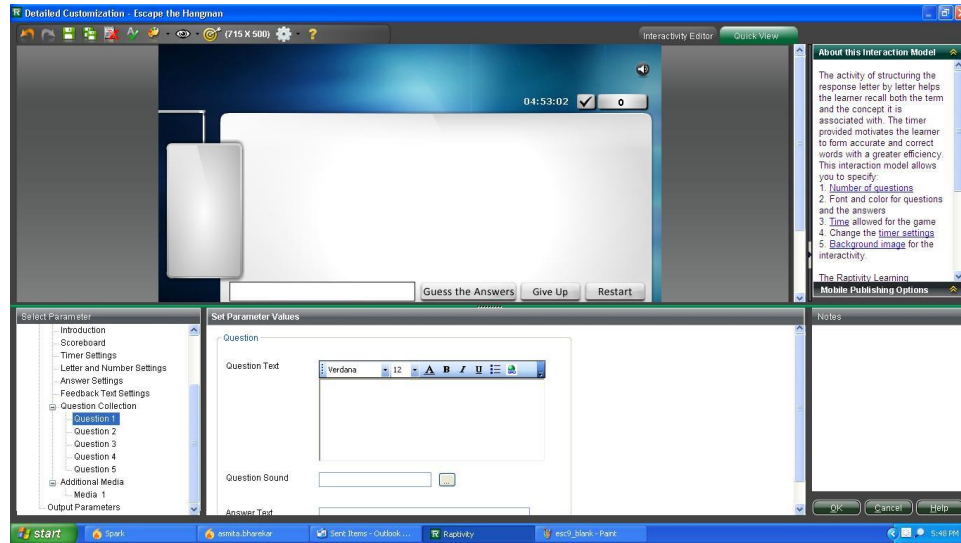 Detailed Customization - Escape the Hangman
(715 X 500)
Interactivity Editor
Quick View
04:53:02
0
Guess the Answers
Give Up
Restart
About this Interaction Model
The activity of structuring the
response letter by letter helps
the learner recall both the term
and the concept it is
associated with. The timer
provided motivates the learner
to form accurate and correct
words with a greater efficiency.
This interaction model allows
you to specify:
1. Number of questions
2. Font and color for questions
and the answers
3. Time allowed for the game
4. Change the timer settings
5. Background image for the
interactivity.
The Raptivity Learning
Mobile Publishing Options
Select Parameter
Introduction
Scoreboard
Timer Settings
Letter and Number Settings
Answer Settings
Feedback Text Settings
Question Collection
Question 1
Question 2
Question 3
Question 4
Question 5
Additional Media
Media 1
Output Parameters
Set Parameter Values
Question
Question Text
Verdana
12
A B I U
Question Sound
...
Answer Text
Notes
OK
Cancel
Help
start
Spark
asmita.bharekar
Sent Items - Outlook ...
Raptivity
esc9_blank - Paint
5:48 PM